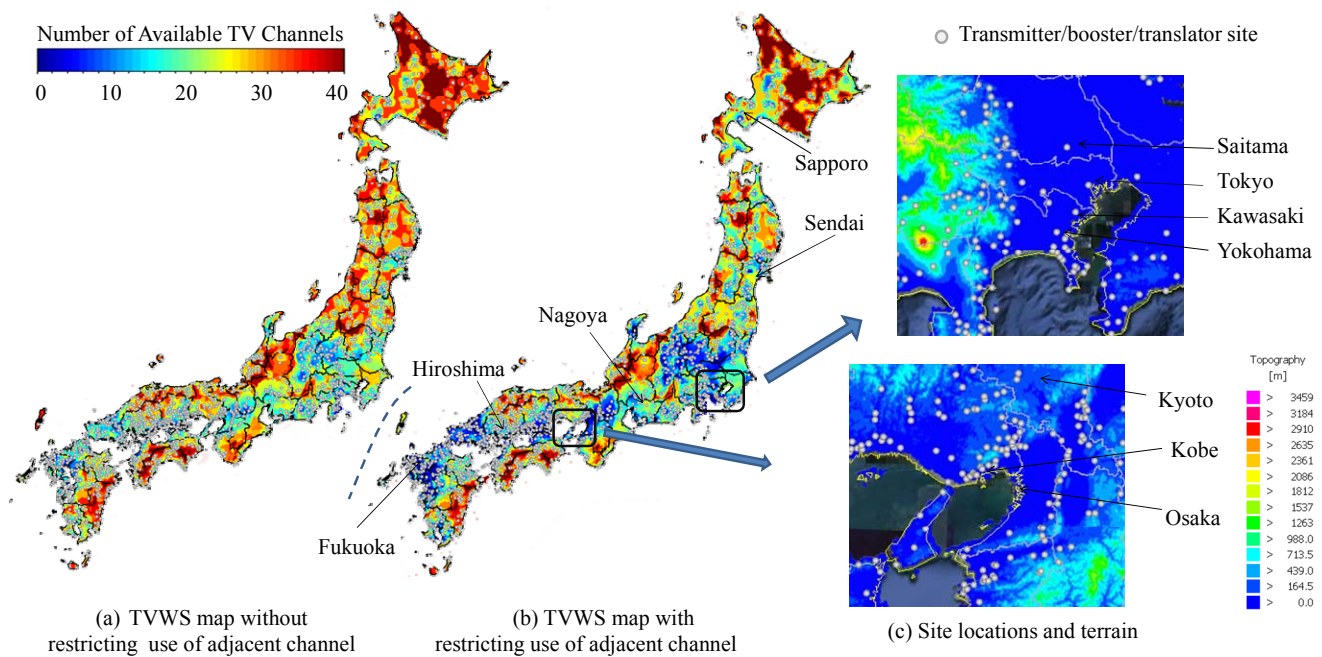 Number of Available TV Channels
0 10 20 30 40
Transmitter/booster/translator site
Sapporo
Sendai
Nagoya
Hiroshima
Fukuoka
Saitama
Tokyo
Kawasaki
Yokohama
Kyoto
Kobe
Osaka
Topography
[m]
> 3459
> 3184
> 2910
> 2635
> 2361
> 2086
> 1812
> 1537
> 1263
> 988.0
> 713.5
> 439.0
> 164.5
> 0.0
(a) TVWS map without
restricting use of adjacent channel
(b) TVWS map with
restricting use of adjacent channel
(c) Site locations and terrain